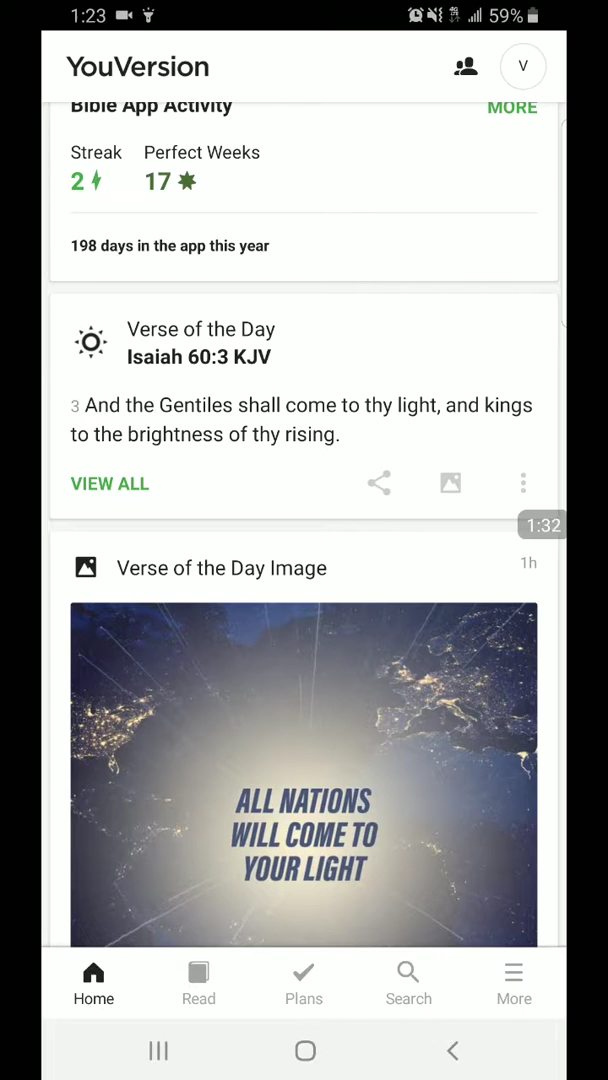 1:23
59%
YouVersion
V
Bible App Activity
MORE
Streak Perfect Weeks
2 17
198 days in the app this year
Verse of the Day
Isaiah 60:3 KJV
3 And the Gentiles shall come to thy light, and kings
to the brightness of thy rising.
VIEW ALL
1:32
Verse of the Day Image
1h
ALL NATIONS
WILL COME TO
YOUR LIGHT
Home Read Plans Search More